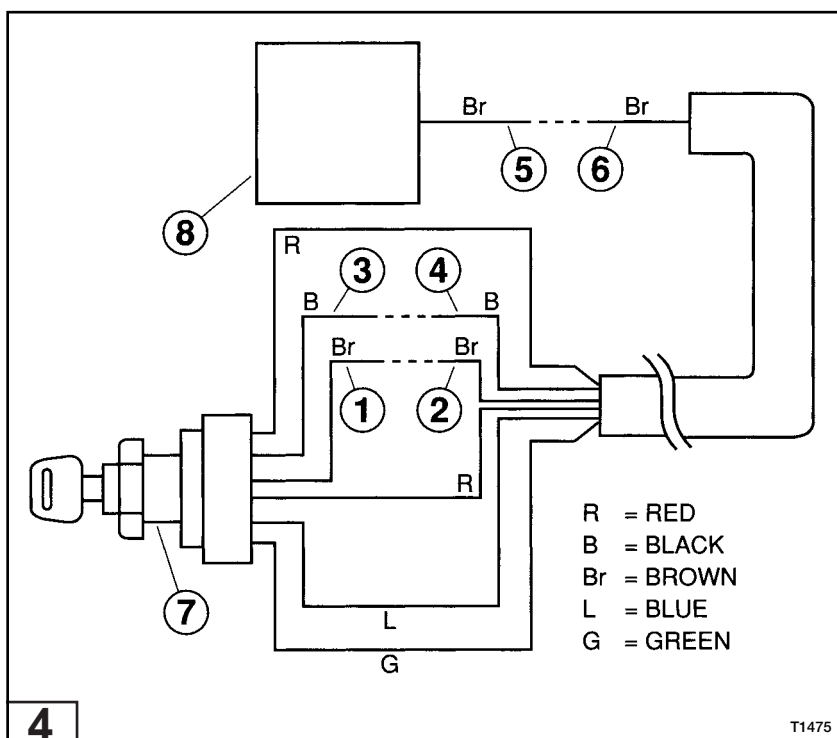 Br
Br
5
6
8
R
3
4
B
B
Br
Br
1
2
R
7
L
G
R = RED
B = BLACK
Br = BROWN
L = BLUE
G = GREEN
4
T1475